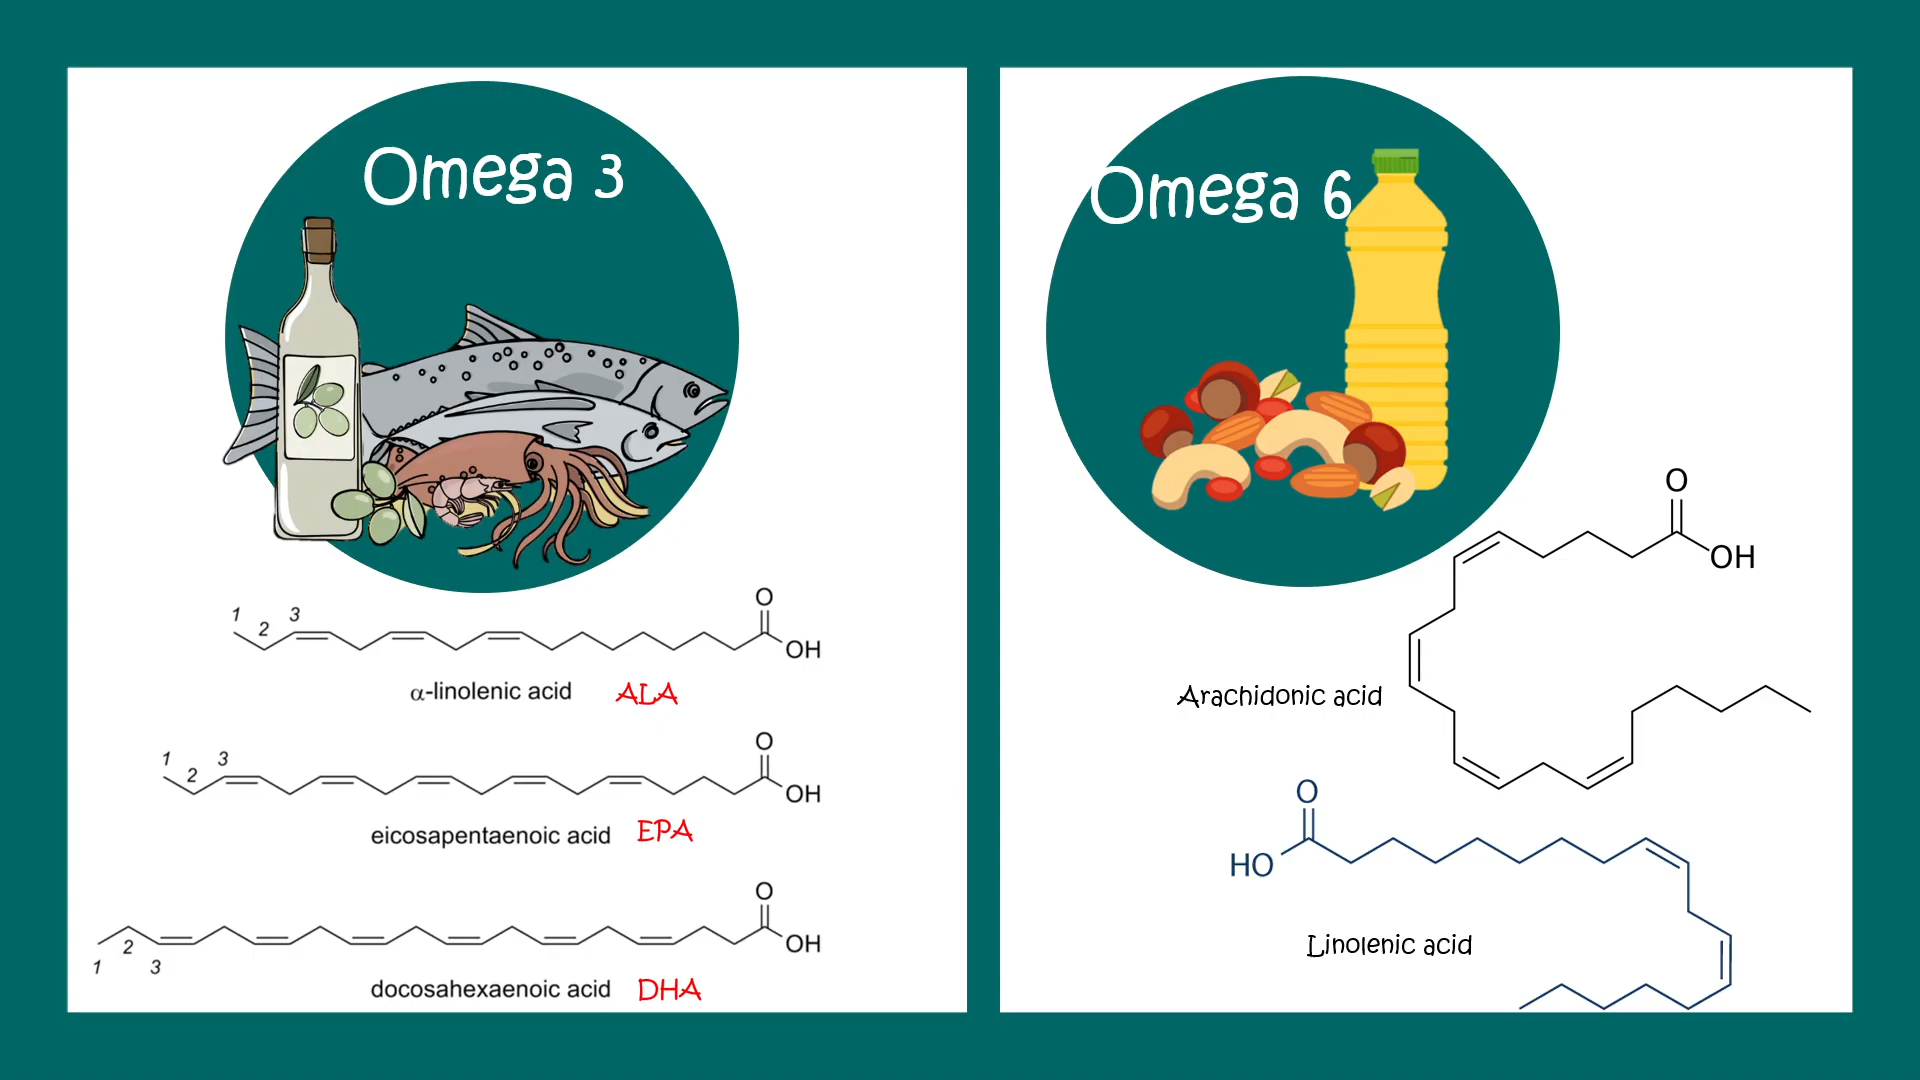 Omega 3
1
2
3
O
OH
α-linolenic acid ALA
1
2
3
O
OH
eicosapentaenoic acid EPA
O
OH
1
2
3
docosahexaenoic acid DHA
Omega 6
O
OH
Arachidonic acid
O
HO
Linolenic acid